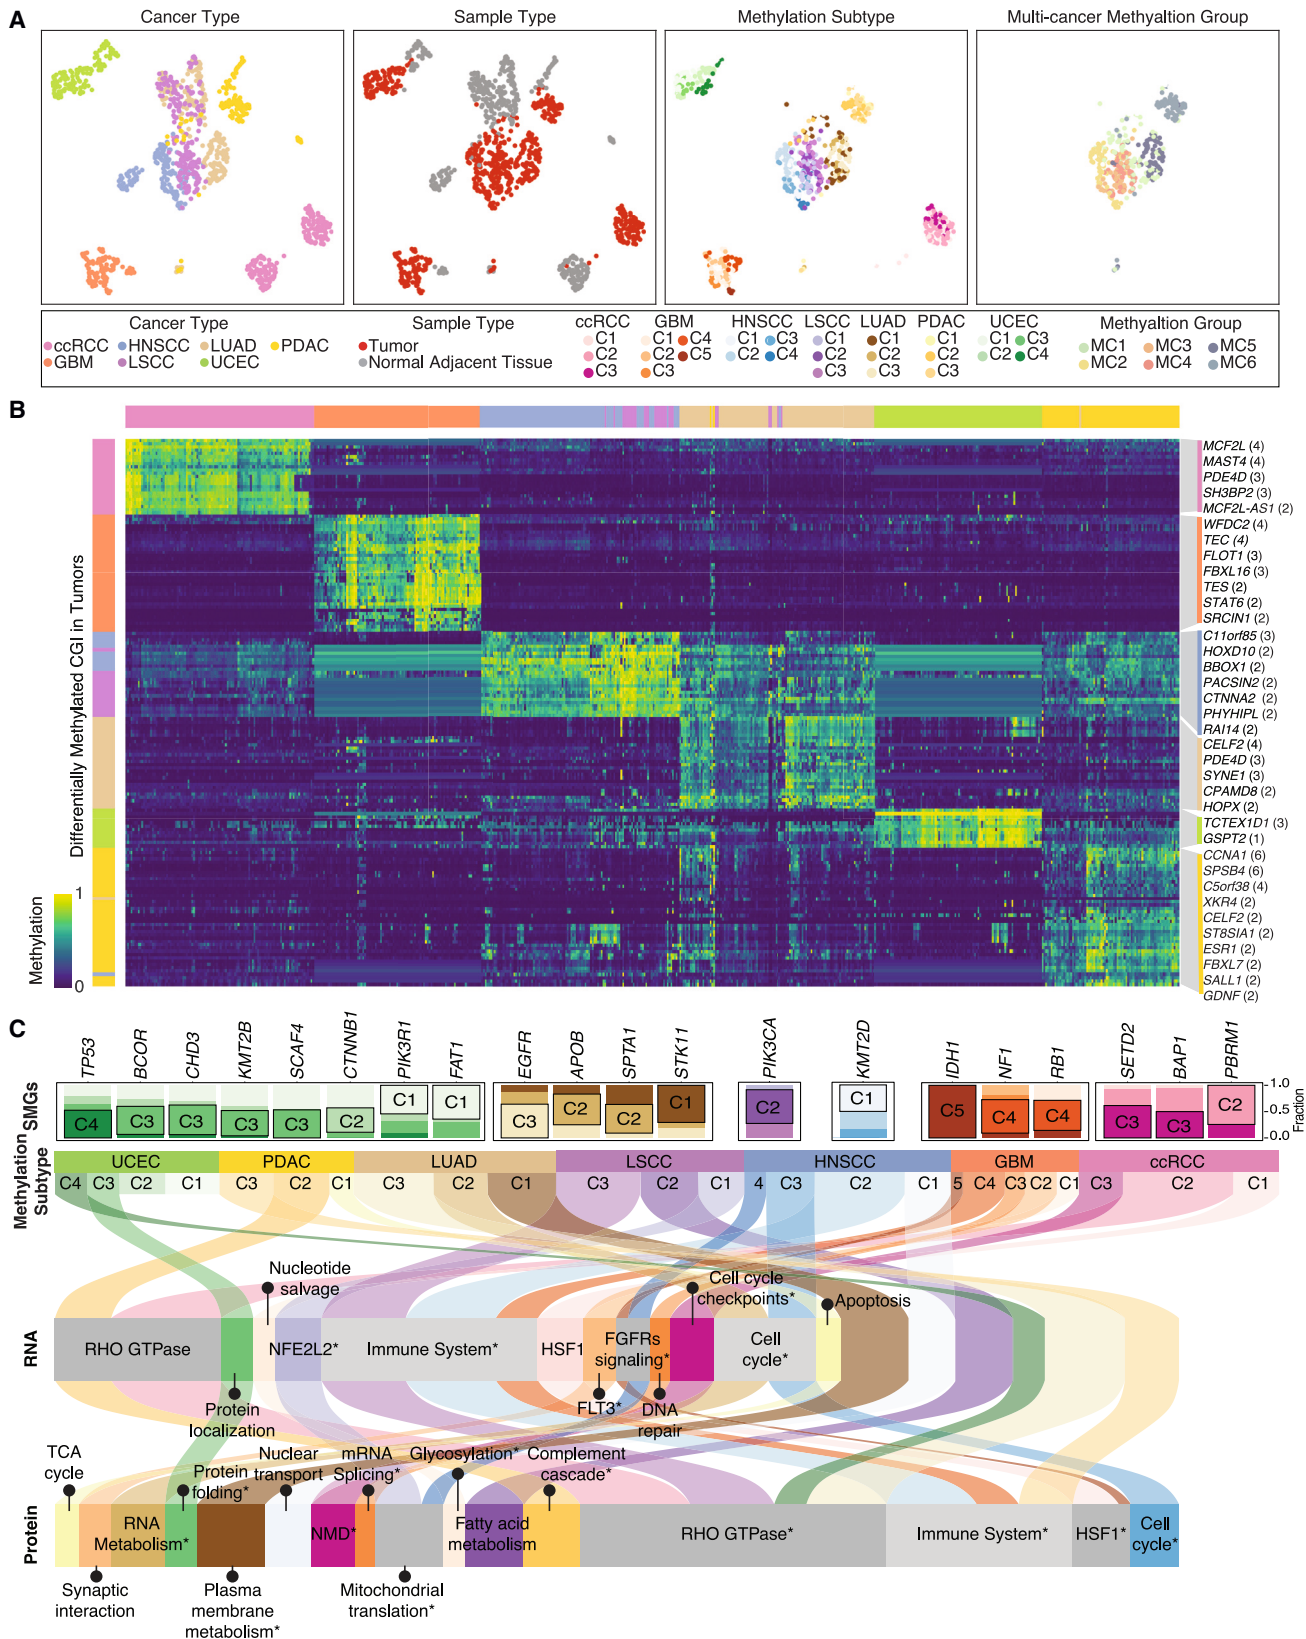 A
Cancer Type
Sample Type
Methylation Subtype
Multi-cancer Methyaltion Group
Cancer Type
ccRCC HNSCC LUAD PDAC
GBM LSCC UCEC
Sample Type
Tumor
Normal Adjacent Tissue
ccRCC
C1
C2
C3
GBM
C1 C4
C2 C5
C3
HNSCC
C1 C3
C2 C4
LSCC
C1
C2
C3
LUAD
C1
C2
C3
PDAC
C1
C2
C3
UCEC
C1 C3
C2 C4
Methyaltion Group
MC1 MC3 MC5
MC2 MC4 MC6
B
Differentially Methylated CGI in Tumors
Methylation
1
0
MCF2L (4)
MAST4 (4)
PDE4D (3)
SH3BP2 (3)
MCF2L-AS1 (2)
WFDC2 (4)
TEC (4)
FLOT1 (3)
FBXL16 (3)
TES (2)
STAT6 (2)
SRCIN1 (2)
C11orf85 (3)
HOXD10 (2)
BBOX1 (2)
PACSIN2 (2)
CTNNA2 (2)
PHYHIPL (2)
RAI14 (2)
CELF2 (4)
PDE4D (3)
SYNE1 (3)
CPAMD8 (2)
HOPX (2)
TCTEX1D1 (3)
GSPT2 (1)
CCNA1 (6)
SPSB4 (6)
C5orf38 (4)
XKR4 (2)
CELF2 (2)
ST8SIA1 (2)
ESR1 (2)
FBXL7 (2)
SALL1 (2)
GDNF (2)
C
TP53 BCOR CHD3 KMT2B SCAF4 CTNNB1 PIK3R1 FAT1 EGFR APOB SPTA1 STK11 PIK3CA KMT2D IDH1 NF1 RB1 SETD2 BAP1 PBRM1
SMGs
C4 C3 C3 C3 C3 C2 C1 C1 C3 C2 C2 C1 C2 C1 C5 C4 C4 C3 C3 C2
1.0
0.5
0.0
Fraction
Methylation
Subtype
UCEC PDAC LUAD LSCC HNSCC GBM ccRCC
C4 C3 C2 C1 C3 C2 C1 C3 C2 C1 C3 C2 C1 4 C3 C2 C1 5 C4 C3 C2 C1 C3 C2 C1
Nucleotide
salvage
Cell cycle
checkpoints*
Apoptosis
RNA
RHO GTPase
NFE2L2*
Immune System*
HSF1
FGFRs
signaling*
Cell
cycle*
Protein
localization
FLT3*
DNA
repair
TCA
cycle
Protein
folding*
Nuclear
transport
mRNA
Splicing*
Glycosylation*
Complement
cascade*
Protein
RNA
Metabolism*
NMD*
Fatty acid
metabolism
RHO GTPase*
Immune System*
HSF1*
Cell
cycle*
Synaptic
interaction
Plasma
membrane
metabolism*
Mitochondrial
translation*